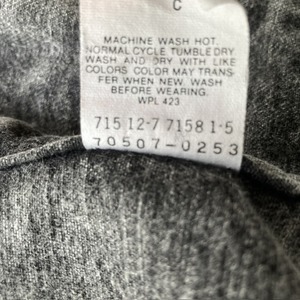 C
MACHINE WASH HOT.
NORMAL CYCLE TUMBLE DRY
WASH AND DRY WITH LIKE
COLORS COLOR MAY TRANS-
FER WHEN NEW. WASH
BEFORE WEARING.
WPL 423
715 12-7 7158 1-5
70507-0253